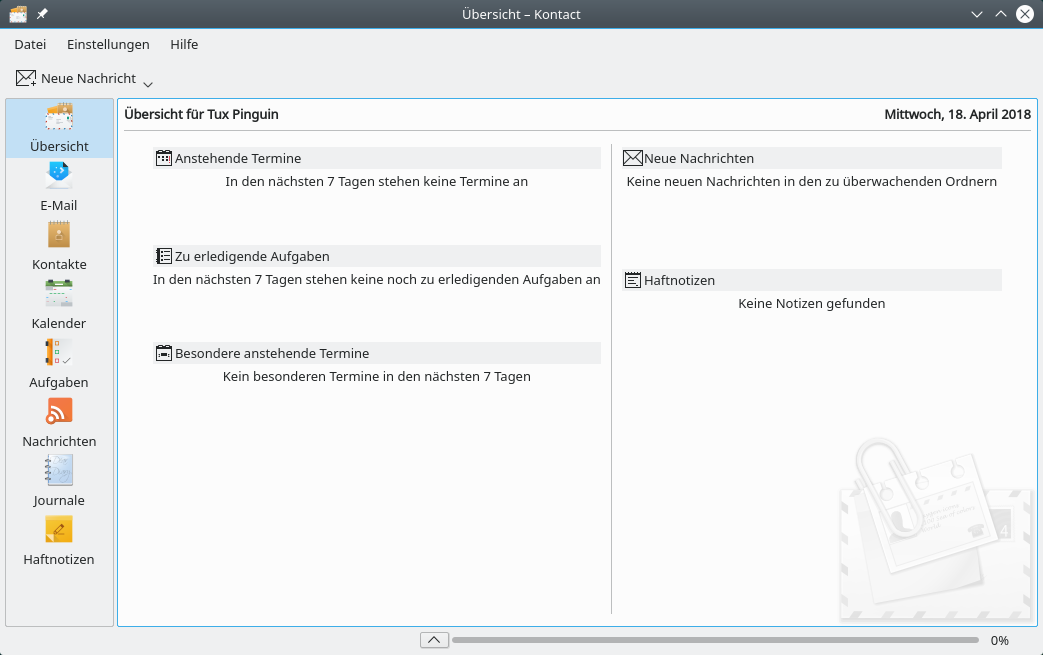 Übersicht – Kontact
Datei Einstellungen Hilfe
Neue Nachricht
Übersicht
E-Mail
Kontakte
Kalender
Aufgaben
Nachrichten
Journale
Haftnotizen
Übersicht für Tux Pinguin
Mittwoch, 18. April 2018
Anstehende Termine
In den nächsten 7 Tagen stehen keine Termine an
Zu erledigende Aufgaben
In den nächsten 7 Tagen stehen keine noch zu erledigenden Aufgaben an
Besondere anstehende Termine
Kein besonderen Termine in den nächsten 7 Tagen
Neue Nachrichten
Keine neuen Nachrichten in den zu überwachenden Ordnern
Haftnotizen
Keine Notizen gefunden
0%